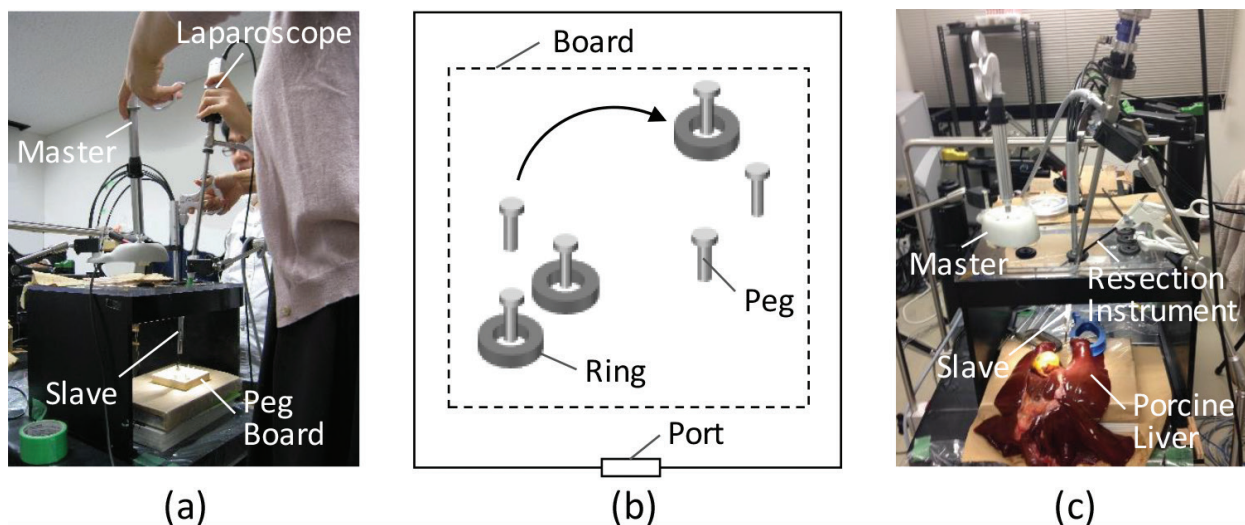 Laparoscope
Master
Slave
Peg
Board
(a)
Board
Peg
Ring
Port
(b)
Master
Resection
Instrument
Slave
Porcine
Liver
(c)